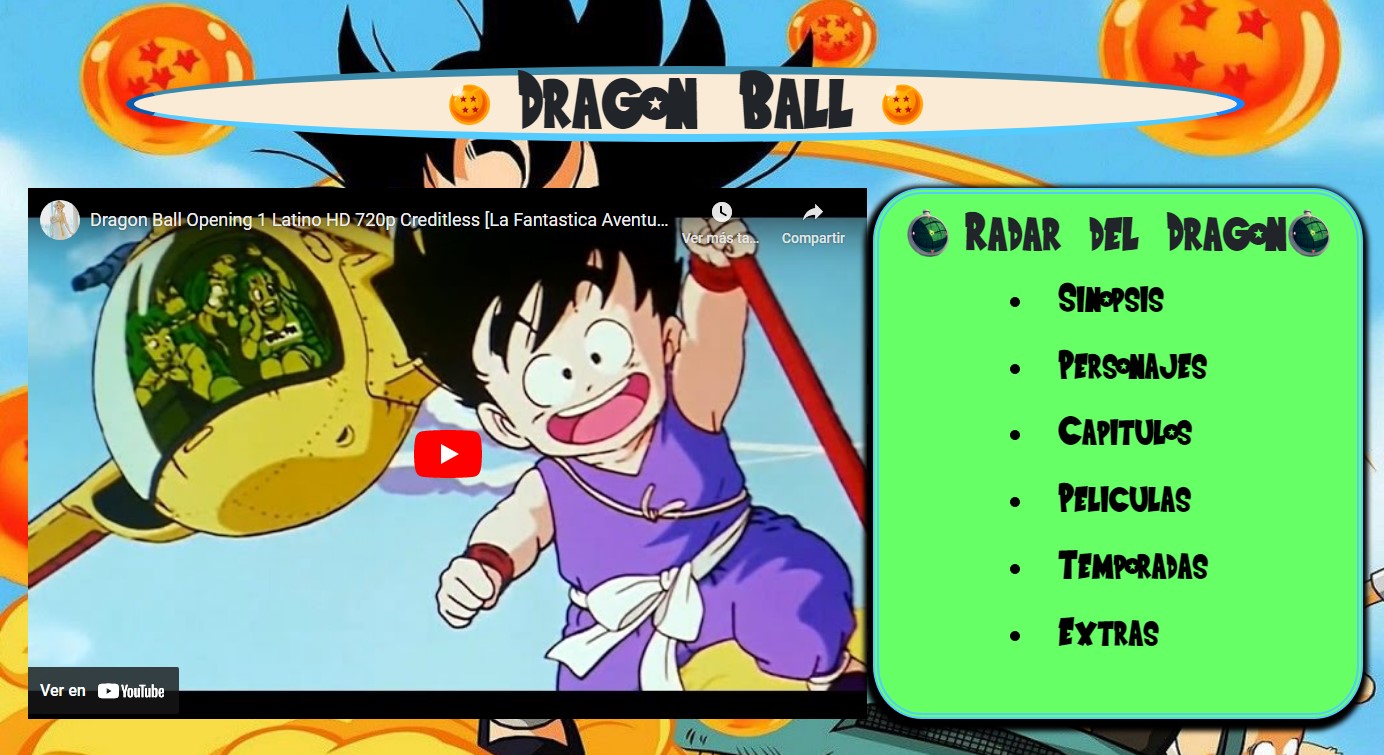 DRAGON BALL
Dragon Ball Opening 1 Latino HD 720p Creditless [La Fantastica Aventu...
Ver más ta...
Compartir
RADAR DEL DRAGON
SINOPSIS
PERSONAJES
CAPITULOS
PELICULAS
TEMPORADAS
EXTRAS
Ver en YouTube